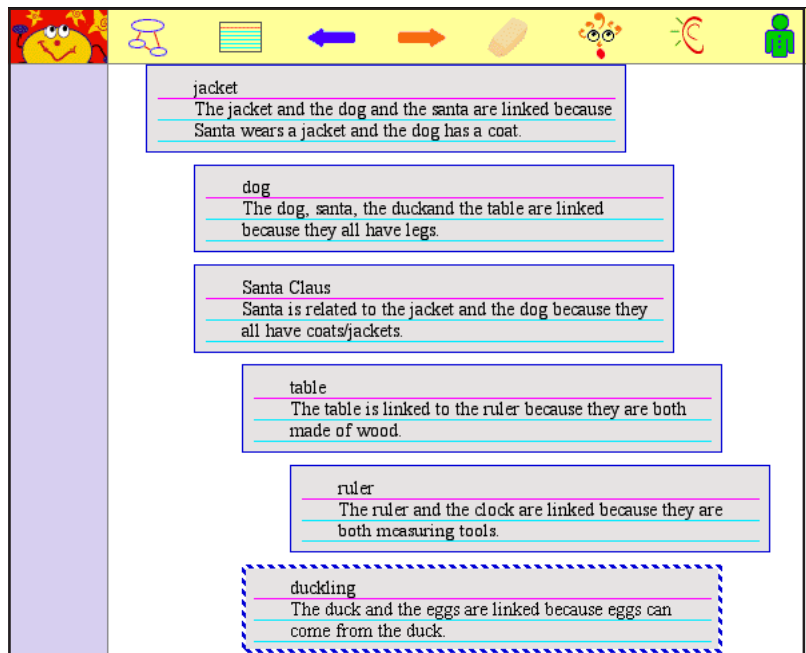 jacket
The jacket and the dog and the santa are linked because
Santa wears a jacket and the dog has a coat.
dog
The dog, santa, the duckand the table are linked
because they all have legs.
Santa Claus
Santa is related to the jacket and the dog because they
all have coats/jackets.
table
The table is linked to the ruler because they are both
made of wood.
ruler
The ruler and the clock are linked because they are
both measuring tools.
duckling
The duck and the eggs are linked because eggs can
come from the duck.